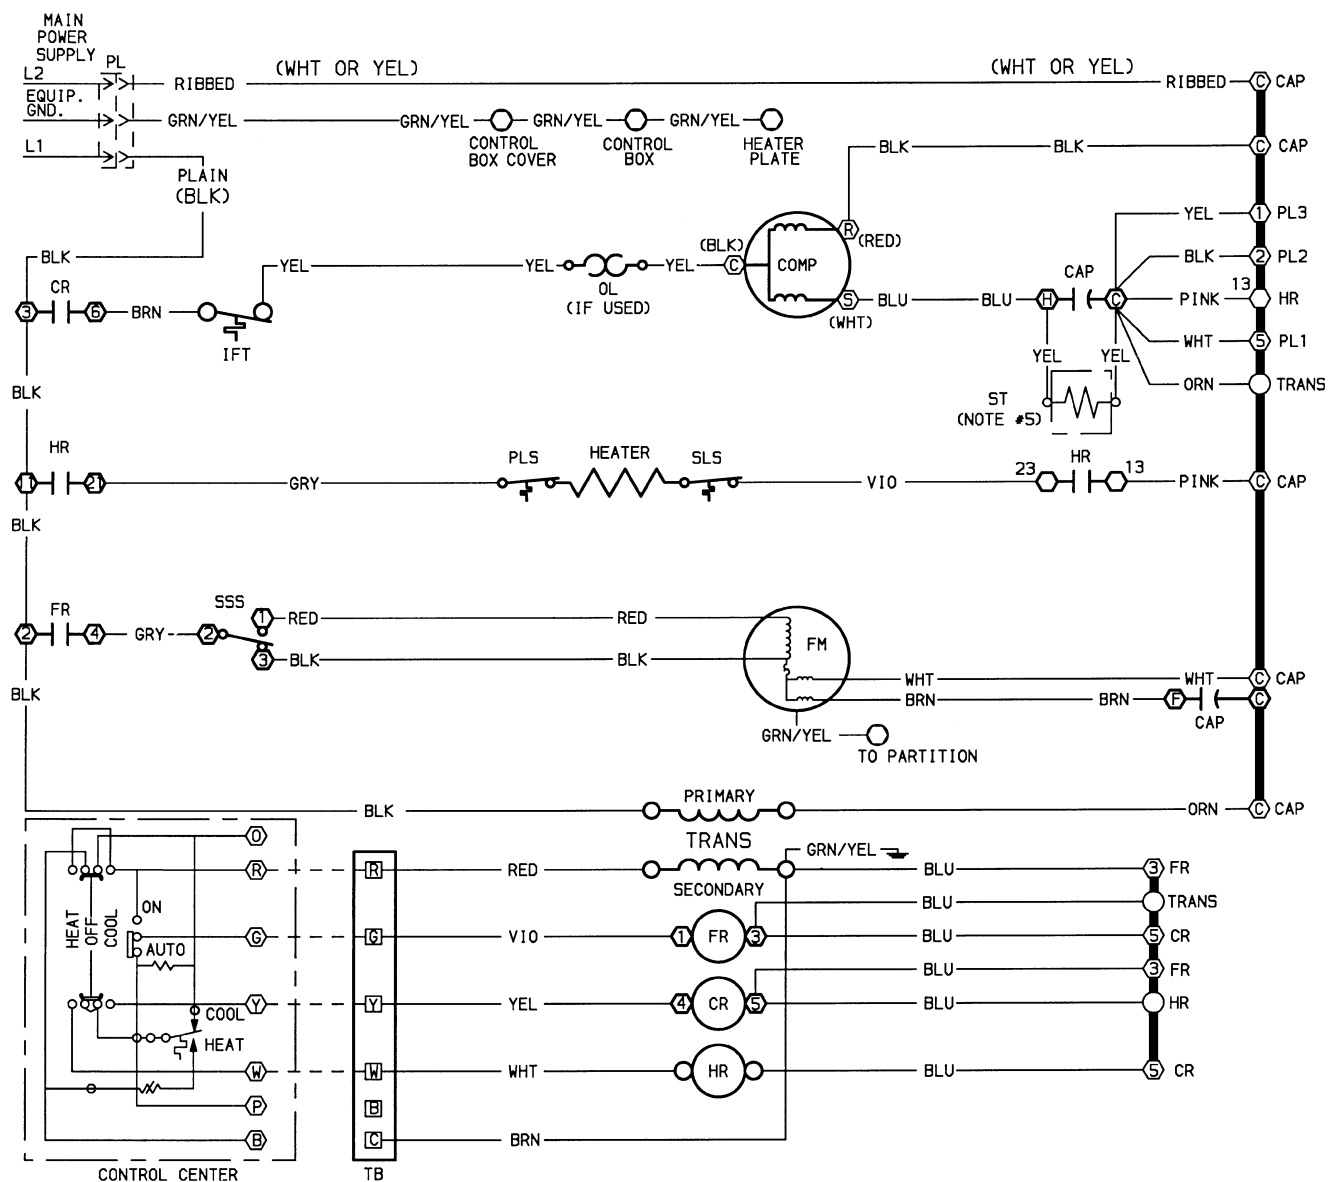 MAIN
POWER
SUPPLY
PL
L2
RIBBED
(WHT OR YEL)
(WHT OR YEL)
RIBBED
C
CAP
EQUIP.
GND.
GRN/YEL
GRN/YEL
GRN/YEL
GRN/YEL
CONTROL
BOX COVER
CONTROL
BOX
HEATER
PLATE
L1
PLAIN
(BLK)
BLK
BLK
C
CAP
YEL
1
PL3
R
(RED)
BLK
YEL
YEL
YEL
(BLK)
C
COMP
BLK
2
PL2
OL
(IF USED)
CAP
CR
3
6
BRN
IFT
S
(WHT)
BLU
BLU
H
C
PINK
13
HR
WHT
5
PL1
YEL
YEL
ORN
TRANS
BLK
ST
(NOTE #5)
HR
11
21
GRY
PLS
HEATER
SLS
VIO
23
HR
13
PINK
C
CAP
BLK
FR
2
4
GRY
SSS
2
1
RED
RED
3
BLK
BLK
FM
WHT
WHT
C
CAP
BRN
BRN
F
C
CAP
BLK
GRN/YEL
TO PARTITION
BLK
PRIMARY
ORN
C
CAP
TRANS
O
GRN/YEL
R
R
RED
SECONDARY
BLU
3
FR
ON
BLU
TRANS
HEAT
OFF
COOL
G
G
VIO
1
FR
3
BLU
5
CR
AUTO
BLU
3
FR
Y
Y
YEL
4
CR
5
BLU
HR
COOL
HEAT
W
W
WHT
HR
BLU
5
CR
P
B
B
C
BRN
CONTROL CENTER
TB